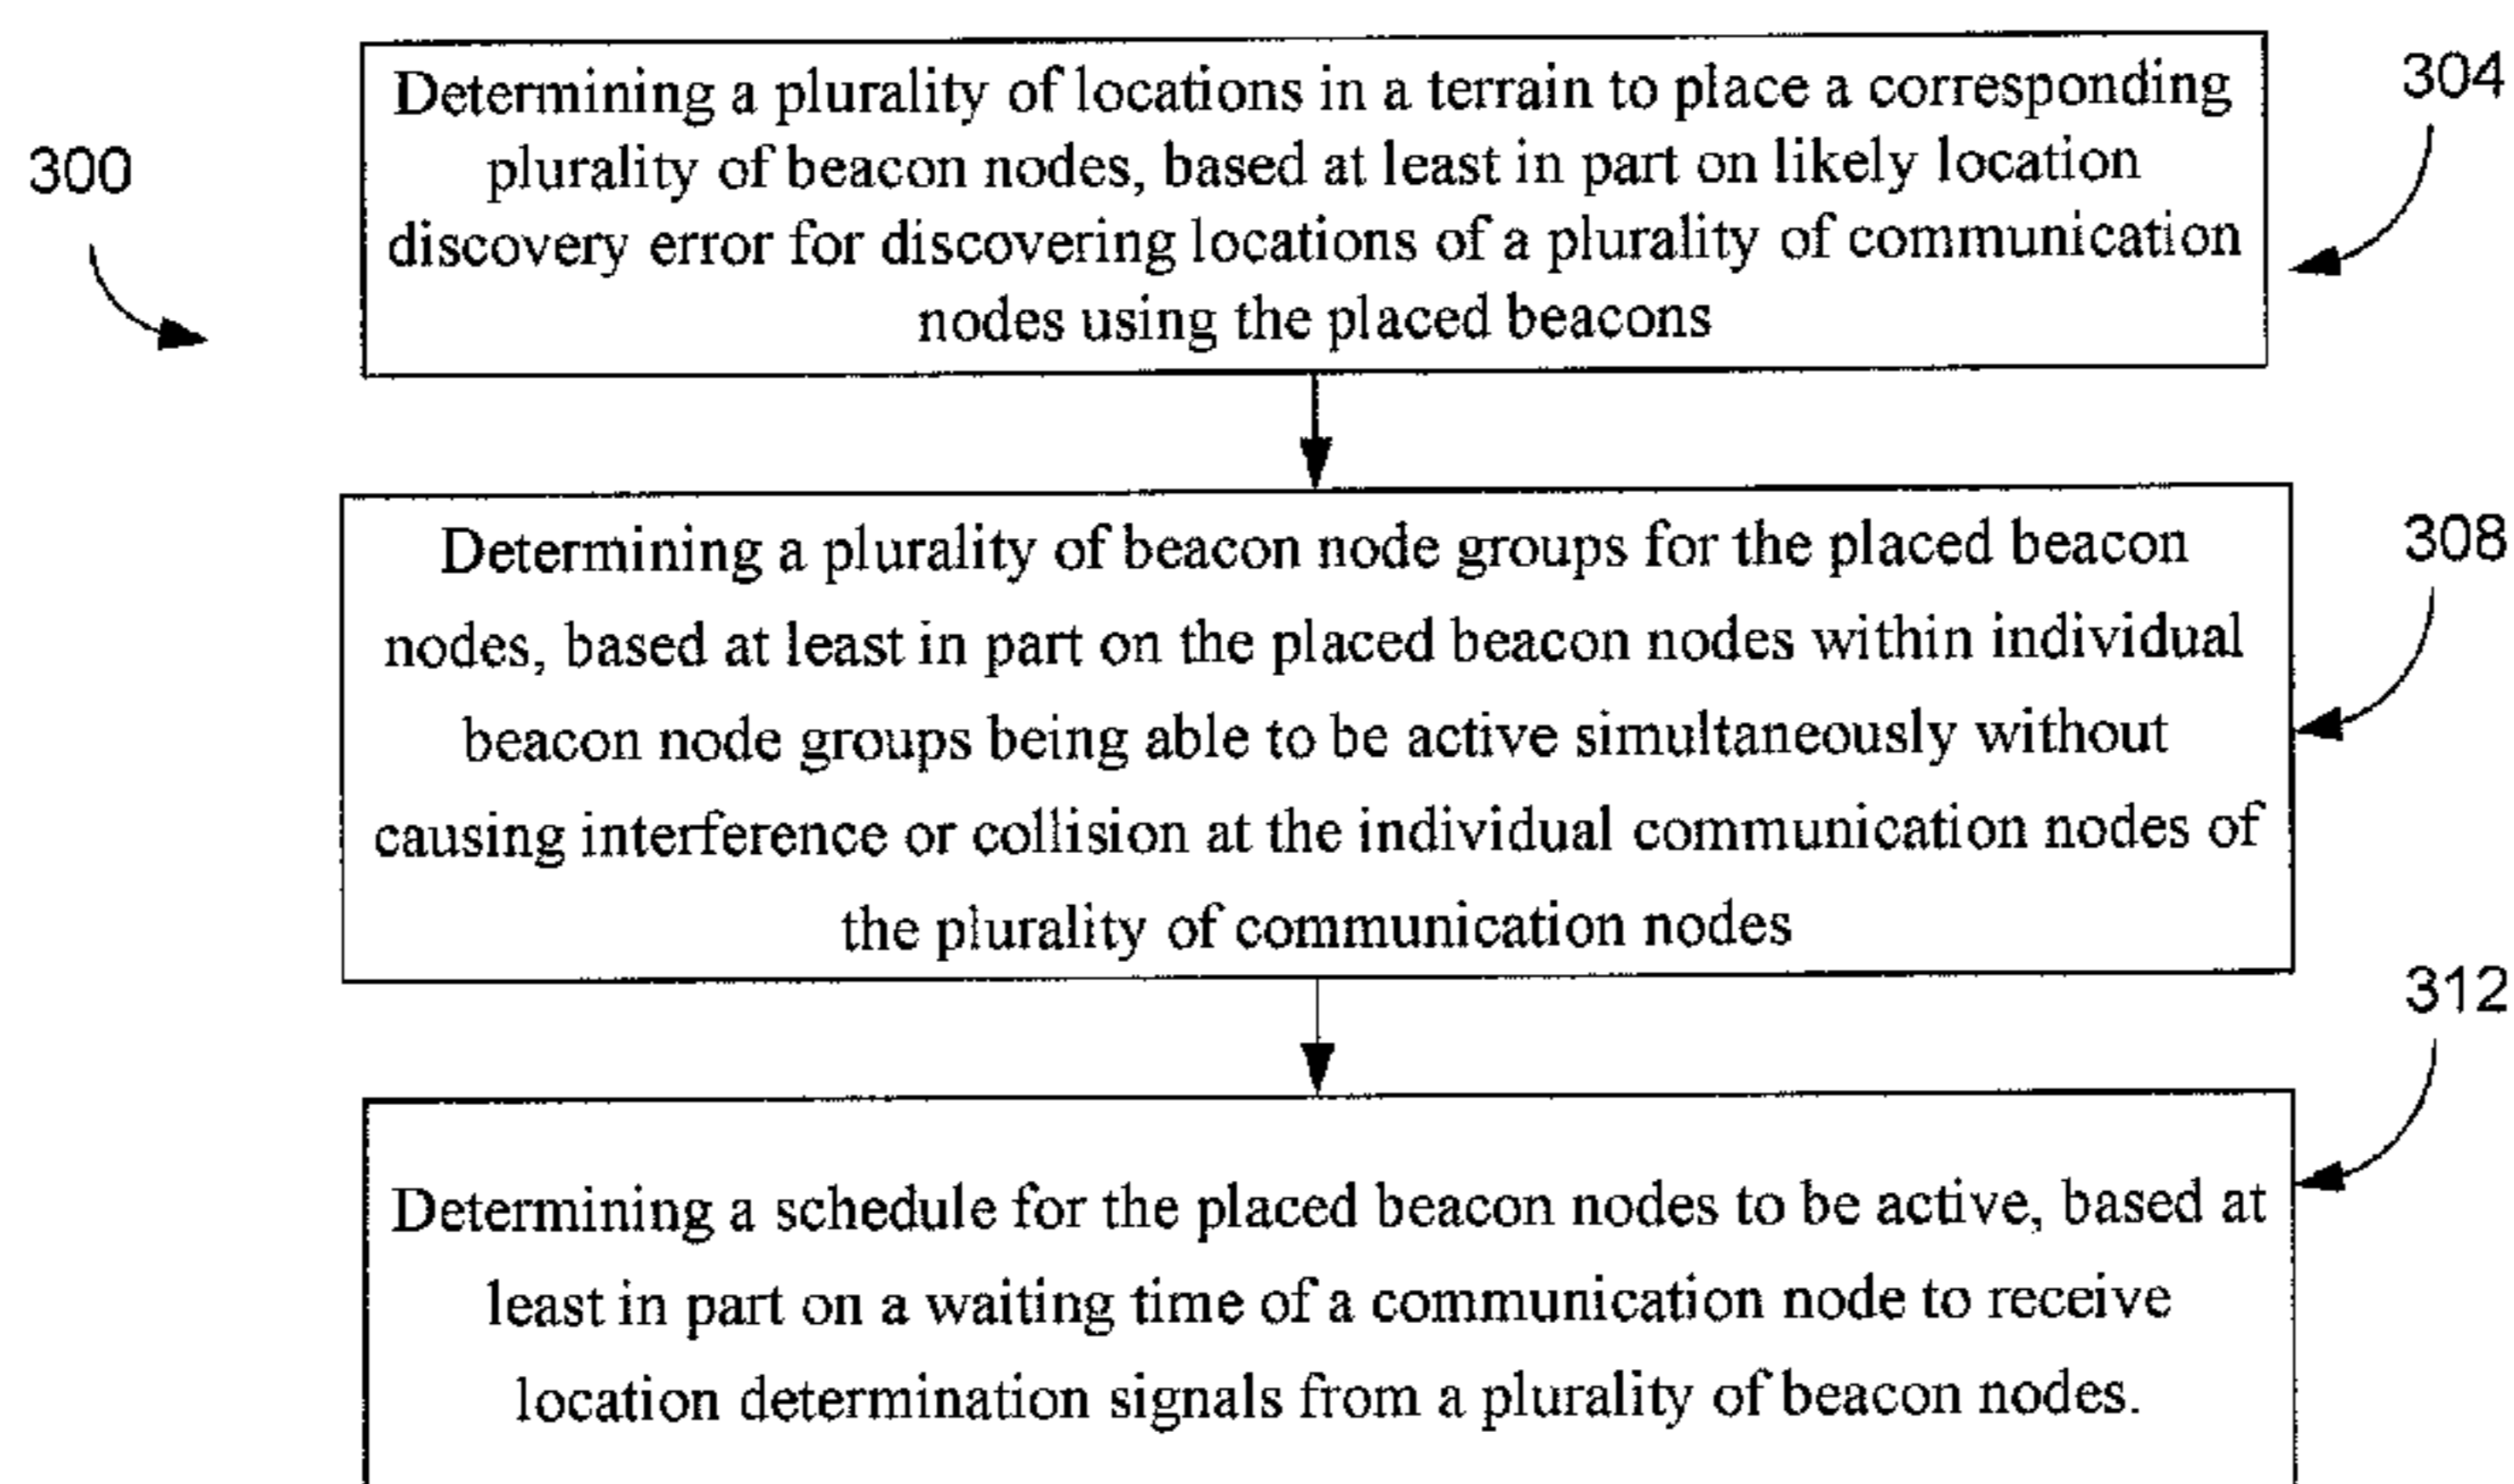 300
Determining a plurality of locations in a terrain to place a corresponding
plurality of beacon nodes, based at least in part on likely location
discovery error for discovering locations of a plurality of communication
nodes using the placed beacons
304
Determining a plurality of beacon node groups for the placed beacon
nodes, based at least in part on the placed beacon nodes within individual
beacon node groups being able to be active simultaneously without
causing interference or collision at the individual communication nodes of
the plurality of communication nodes
308
Determining a schedule for the placed beacon nodes to be active, based at
least in part on a waiting time of a communication node to receive
location determination signals from a plurality of beacon nodes.
312